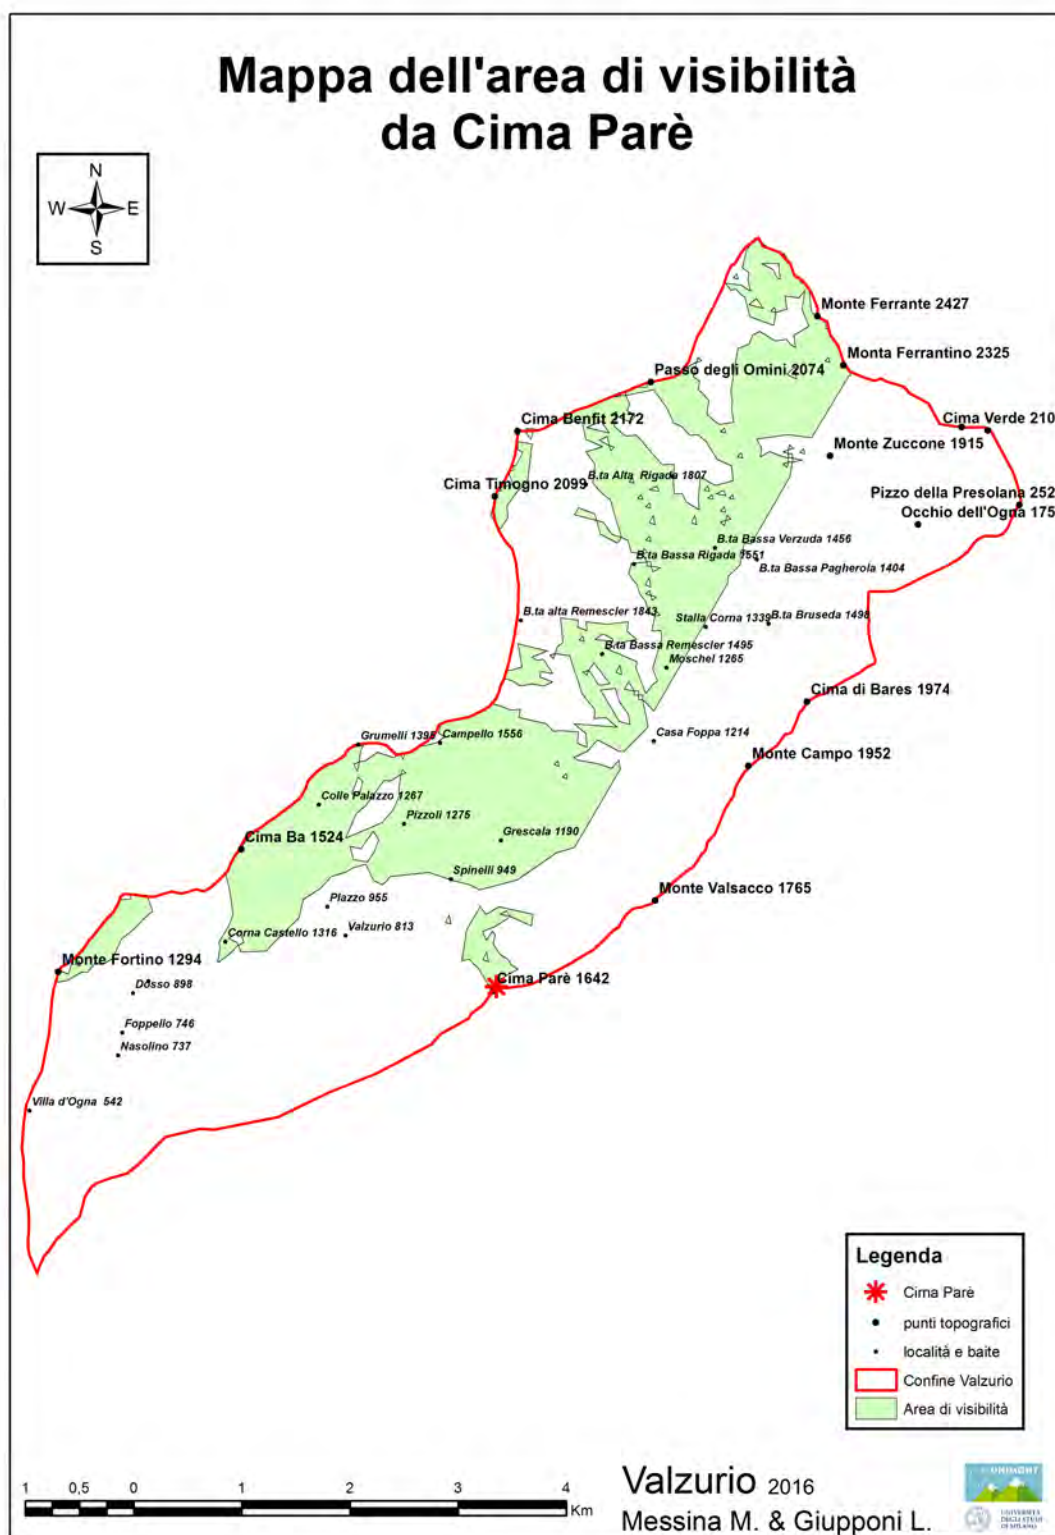 Mappa dell'area di visibilità
da Cima Parè
N
W E
S
Monte Ferrante 2427
Monta Ferrantino 2325
Passo degli Omini 2074
Cima Benfit 2172
Cima Verde 210
Monte Zuccone 1915
B.ta Alta Rigada 1807
Cima Timogno 2099
Pizzo della Presolana 252
Occhio dell'Ogna 175
B.ta Bassa Verzuda 1456
B.ta Bassa Rigada 1551
B.ta Bassa Pagherola 1404
B.ta alta Remescler 1843
Stalla Corna 1339
B.ta Bruseda 1498
B.ta Bassa Remescler 1495
Moschel 1265
Cima di Bares 1974
Grumelli 1395
Campello 1556
Casa Foppa 1214
Monte Campo 1952
Colle Palazzo 1267
Pizzoli 1275
Cima Ba 1524
Grescala 1190
Spinelli 949
Monte Valsacco 1765
Plazzo 955
Valzurio 813
Corna Castello 1316
Monte Fortino 1294
Cima Parè 1642
Dosso 898
Foppello 746
Nasolino 737
Villa d'Ogna 542
Legenda
Cima Parè
punti topografici
località e baite
Confine Valzurio
Area di visibilità
1 0,5 0 1 2 3 4
Km
Valzurio 2016
Messina M. & Giupponi L.
UNIMONT
UNIVERSITÀ
DEGLI STUDI
DI MILANO